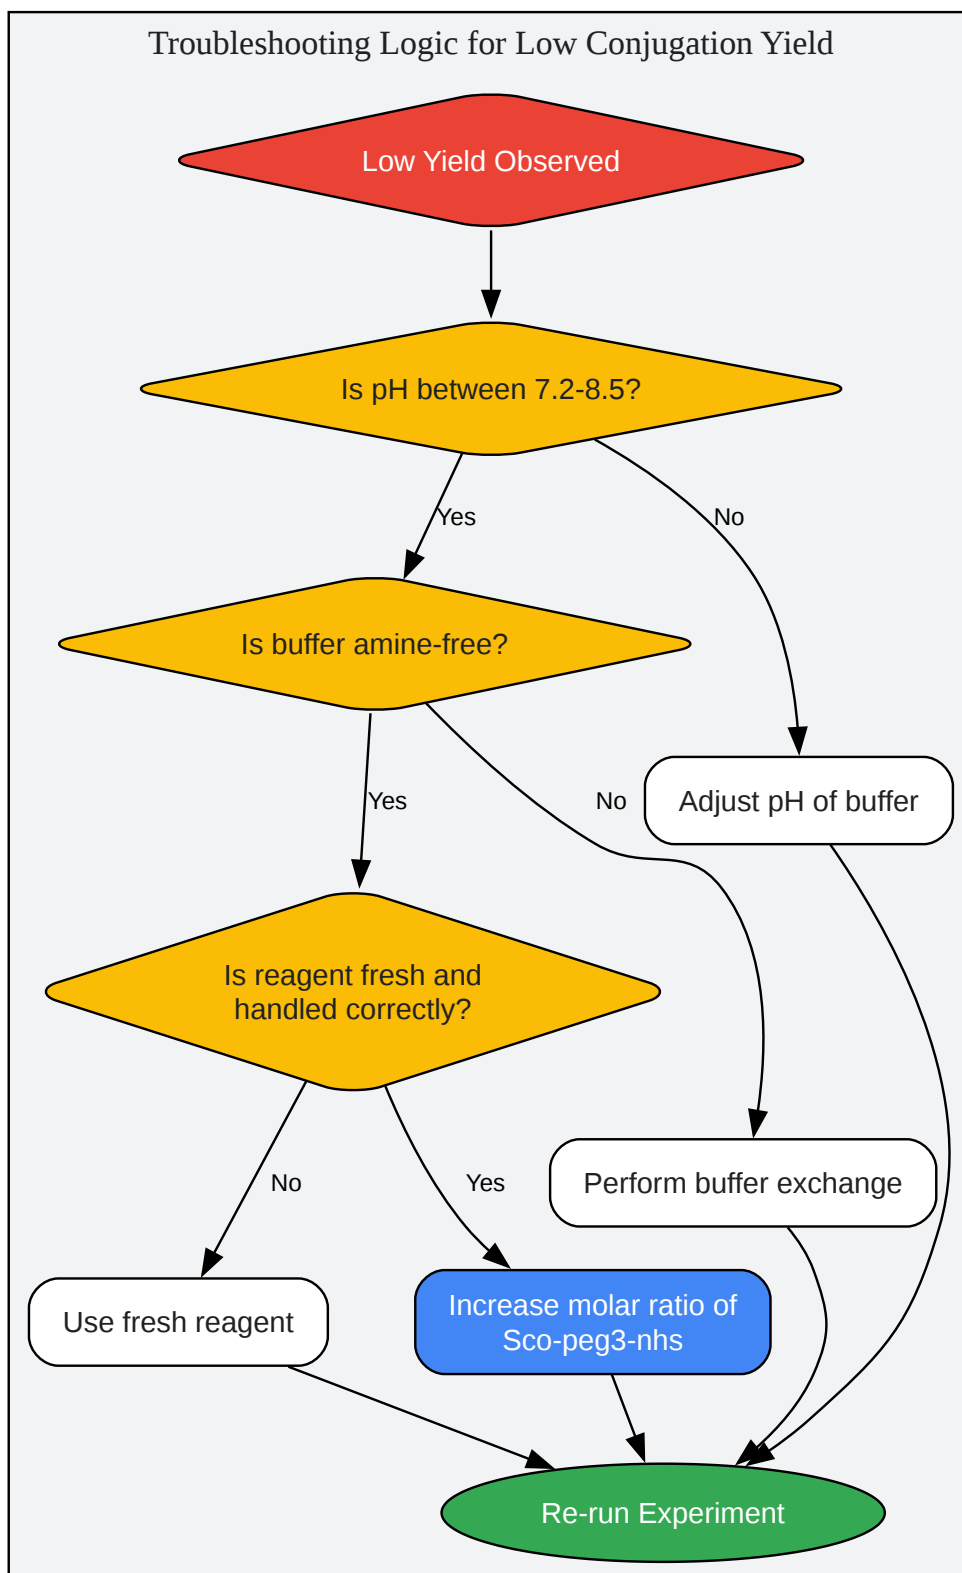 Troubleshooting Logic for Low Conjugation Yield
Low Yield Observed
Is pH between 7.2-8.5?
Yes
No
Is buffer amine-free?
Yes
No
Adjust pH of buffer
Is reagent fresh and
handled correctly?
No
Yes
Perform buffer exchange
Use fresh reagent
Increase molar ratio of
Sco-peg3-nhs
Re-run Experiment